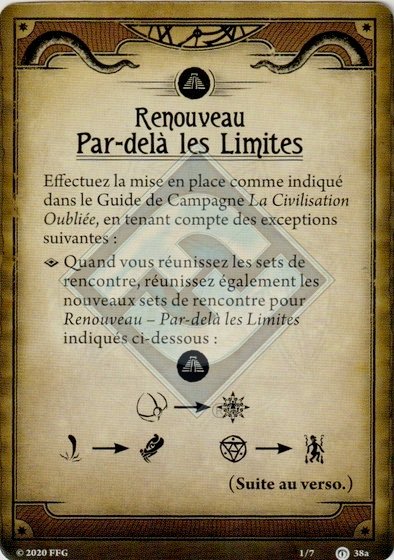 Renouveau
Par-delà les Limites
Effectuez la mise en place comme indiqué
dans le Guide de Campagne La Civilisation
Oubliée, en tenant compte des exceptions
suivantes :
Quand vous réunissez les sets de
rencontre, réunissez également les
nouveaux sets de rencontre pour
Renouveau – Par-delà les Limites
indiqués ci-dessous :
(Suite au verso.)
© 2020 FFG 1/7 38a